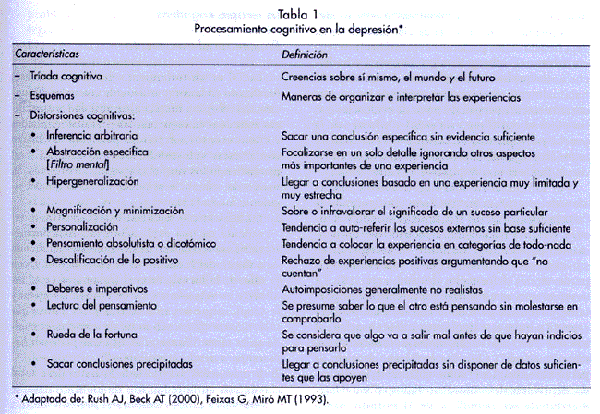 Tabla 1
Procesamiento cognitivo en la depresión*
Características Definición
- Tríada cognitiva Creencias sobre sí mismo, el mundo y el futuro
- Esquemas Maneras de organizar e interpretar las experiencias
- Distorsiones cognitivas:
• Inferencia arbitraria Sacar una conclusión específica sin evidencia suficiente
• Abstracción específica Focalizarse en un solo detalle ignorando otros aspectos
[Filtro mental] más importantes de una experiencia
• Hipergeneralización Llegar a conclusiones basado en una experiencia muy limitada y
muy estrecha
• Magnificación y minimización Sobre o infravalorar el significado de un suceso particular
• Personalización Tendencia a auto-referir los sucesos externos sin base suficiente
• Pensamiento absolutista o dicotómico Tendencia a colocar la experiencia en categorías de todo-nada
• Descalificación de lo positivo Rechazo de experiencias positivas argumentando que "no
cuentan"
• Deberes e imperativos Autoimposiciones generalmente no realistas
• Lectura del pensamiento Se presume saber lo que el otro está pensando sin molestarse en
comprobarlo
• Rueda de la fortuna Se considera que algo va a salir mal antes de que hayan indicios
para pensarlo
• Sacar conclusiones precipitadas Llegar a conclusiones precipitadas sin disponer de datos suficien-
tes que las apoyen
* Adaptado de: Rush AJ, Beck AT (2000), Feixas G, Miró MT (1993).